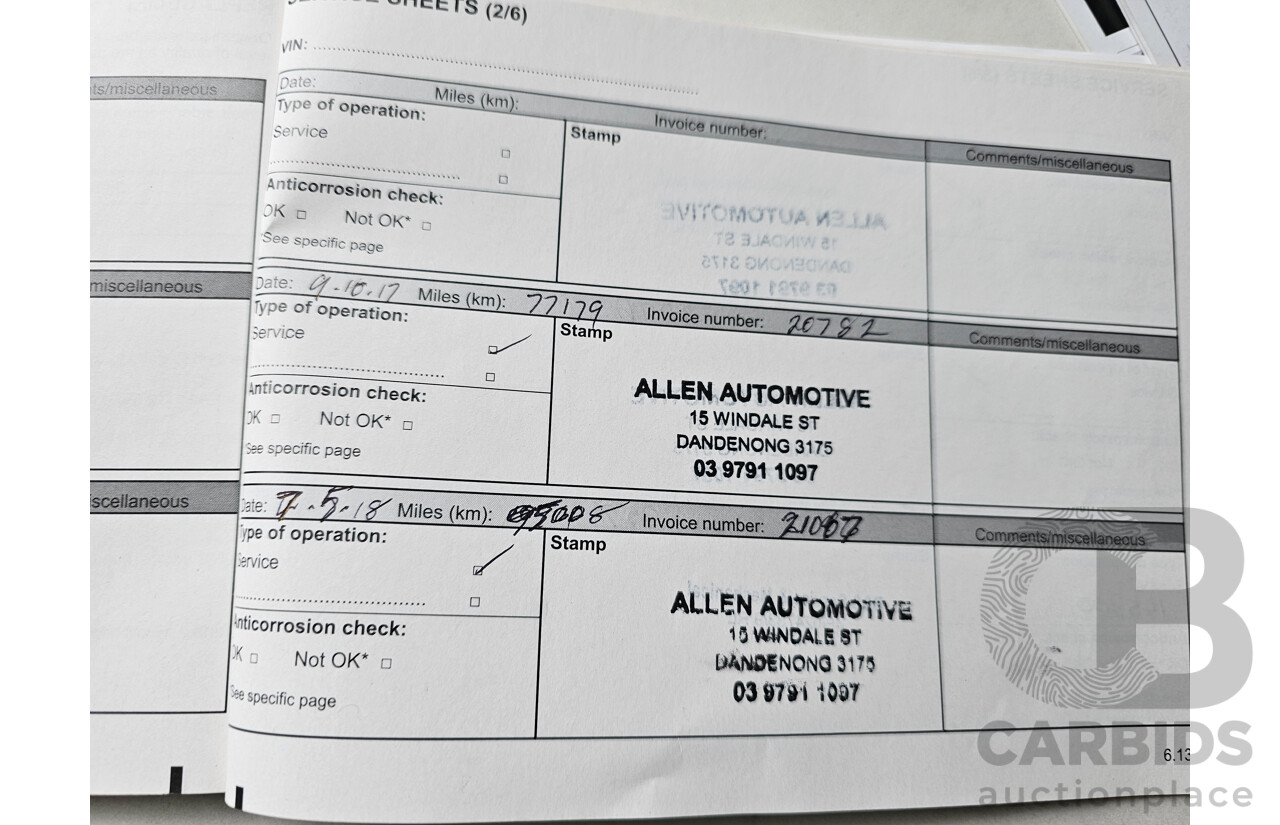 SHEETS (2/6)
VIN:
Date: Miles (km): Invoice number:
Type of operation:
Service
Stamp
Comments/miscellaneous
Anticorrosion check:
OK Not OK*
See specific page
ts/miscellaneous
miscellaneous
scellaneous
Date: 9.10.17 Miles (km): 77179 Invoice number: 20782
Type of operation:
Service
Stamp
Comments/miscellaneous
Anticorrosion check:
OK Not OK*
See specific page
ALLEN AUTOMOTIVE
15 WINDALE ST
DANDENONG 3175
03 9791 1097
Date: 7.5.18 Miles (km): Invoice number:
Type of operation:
Service
Stamp
Comments/miscellaneous
Anticorrosion check:
OK Not OK*
See specific page
ALLEN AUTOMOTIVE
15 WINDALE ST
DANDENONG 3175
03 9791 1097
6.13
CARBIDS
auctionplace